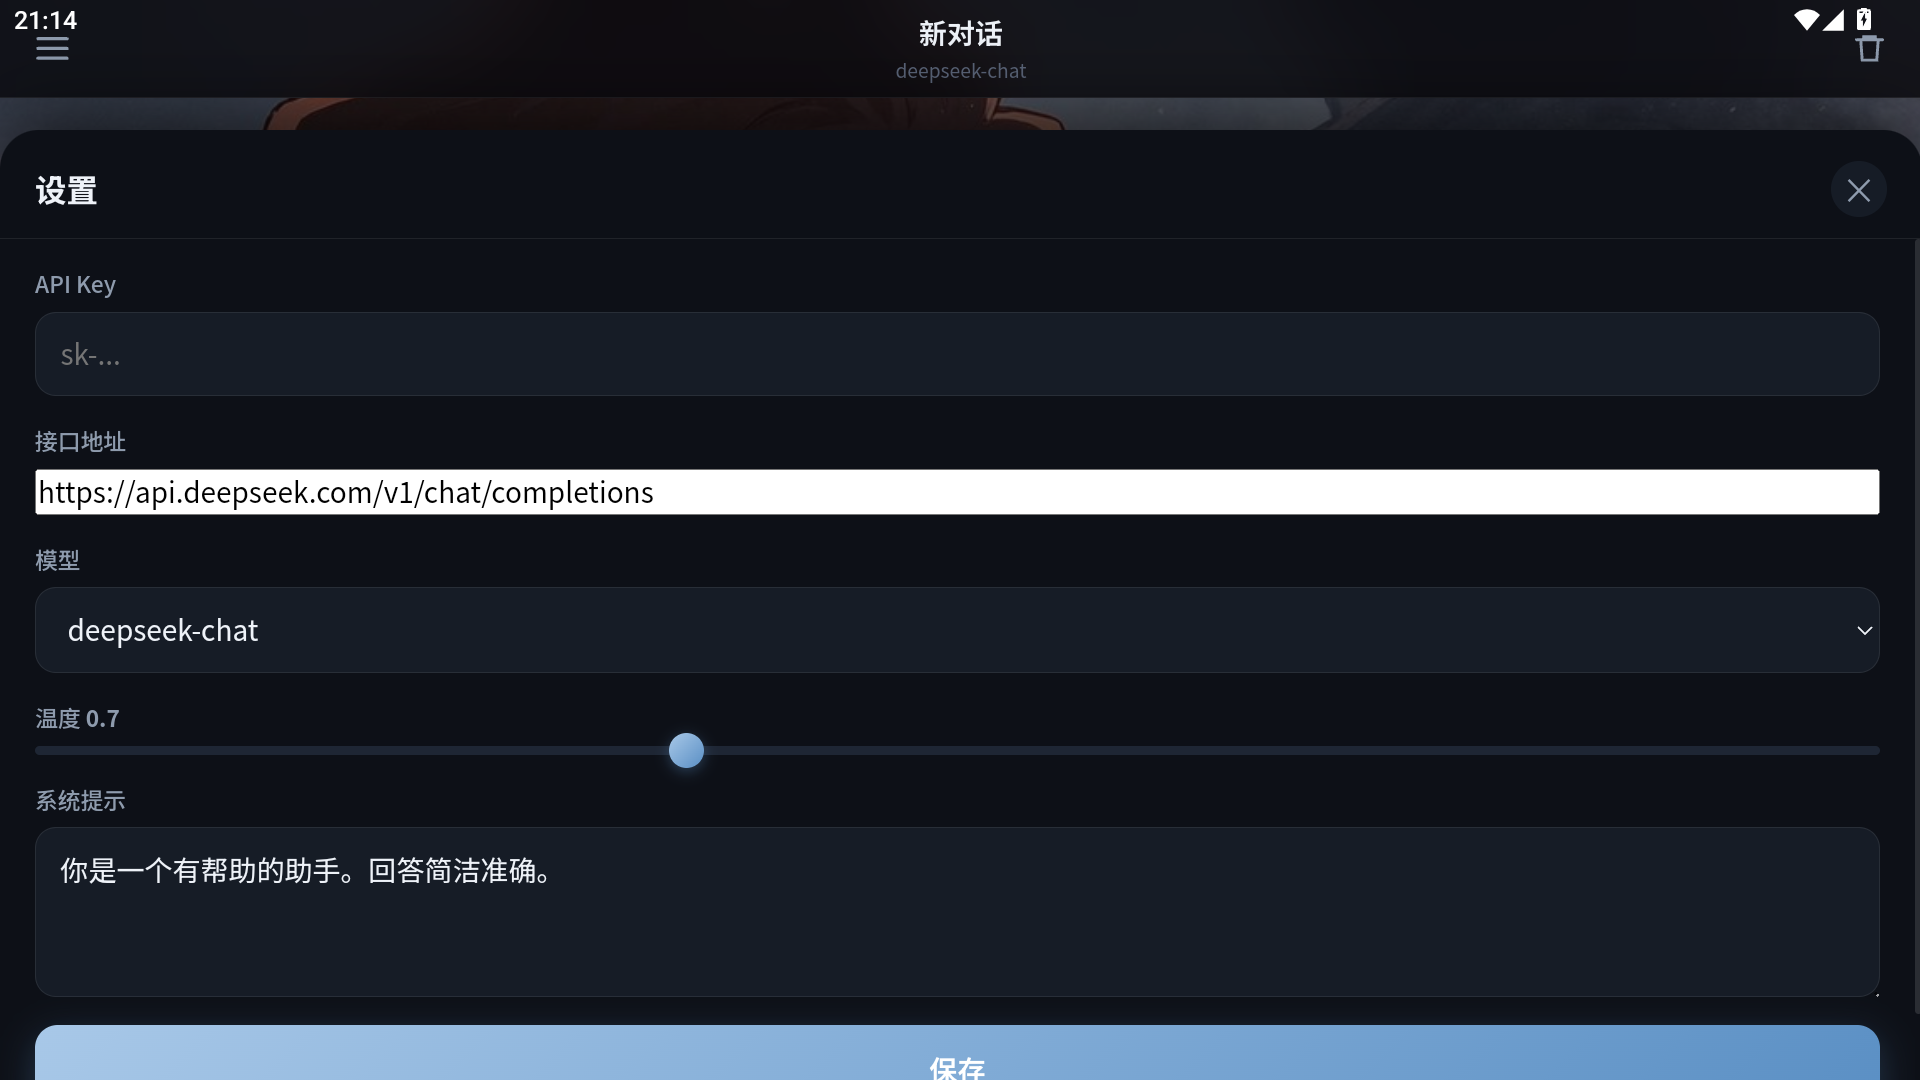 21:14
新对话
deepseek-chat
设置
API Key
sk-...
接口地址
https://api.deepseek.com/v1/chat/completions
模型
deepseek-chat
温度 0.7
系统提示
你是一个有帮助的助手。回答简洁准确。
保存